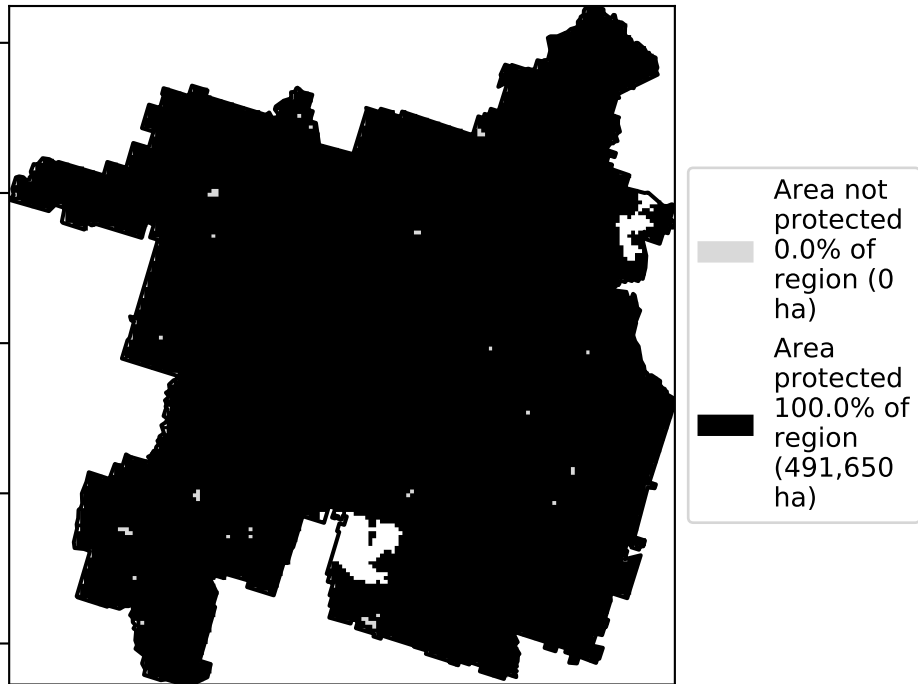 Area not
protected
0.0% of
region (0
ha)
Area
protected
100.0% of
region
(491,650
ha)